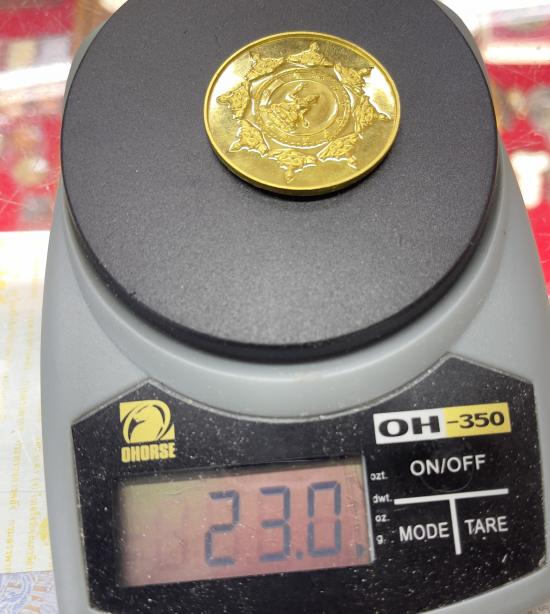 OH-350
OHORSE
ON/OFF
ozt.
dwt.
oz.
g.
MODE
TARE
23.0